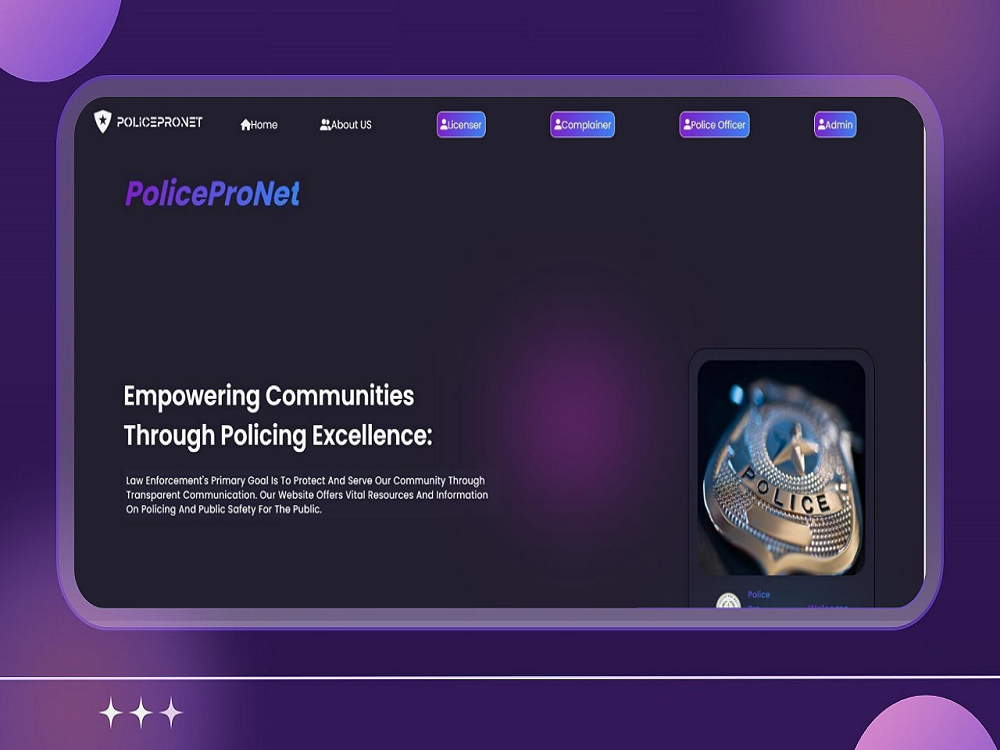 POLICEPRONET
Home
About US
Licenser
Complainer
Police Officer
Admin
PoliceProNet
Empowering Communities
Through Policing Excellence:
Law Enforcement's Primary Goal Is To Protect And Serve Our Community Through
Transparent Communication. Our Website Offers Vital Resources And Information
On Policing And Public Safety For The Public.
POLICE
Police